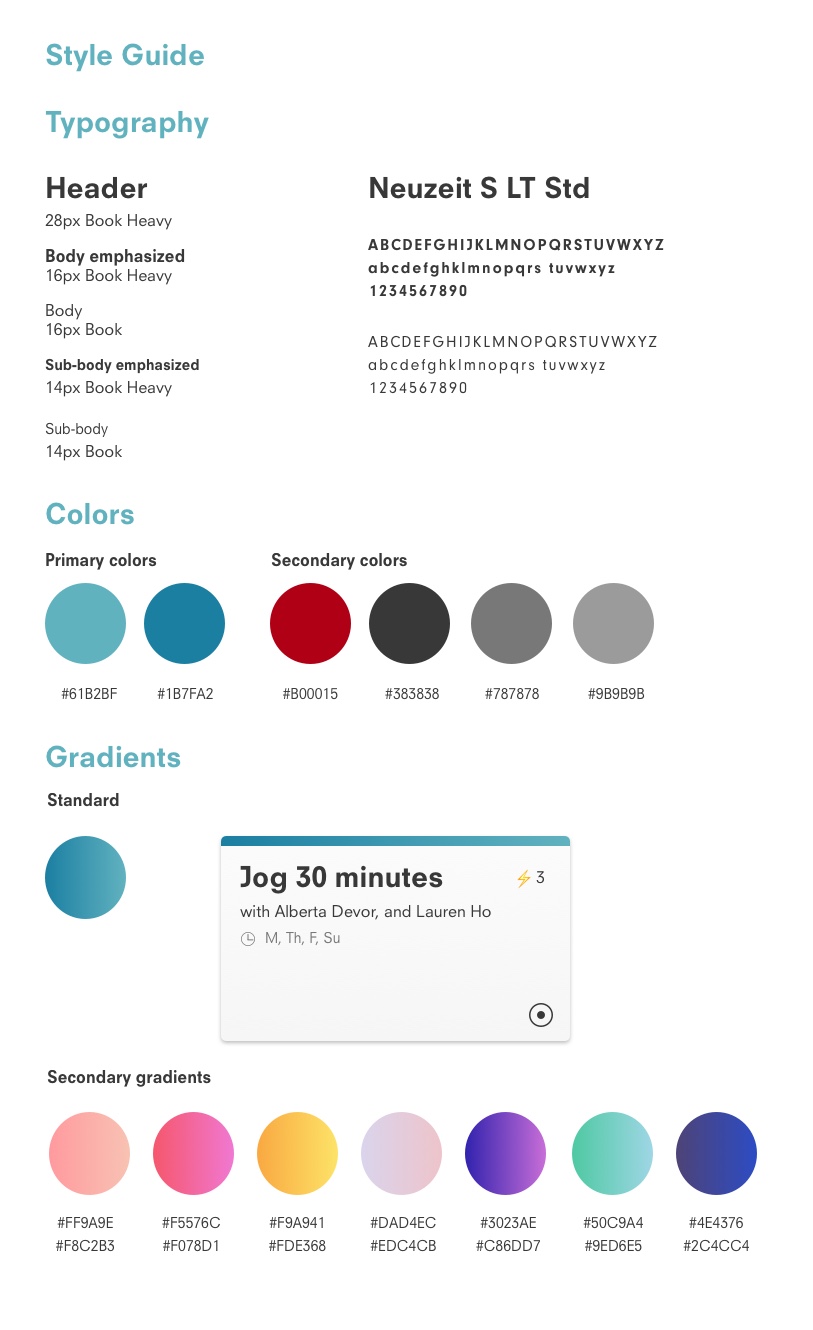 Style Guide
Typography
Header
28px Book Heavy
Body emphasized
16px Book Heavy
Body
16px Book
Sub-body emphasized
14px Book Heavy
Sub-body
14px Book
Neuzeit S LT Std
ABCDEFGHIJKLMNOPQRSTUVWXYZ
abcdefghklmnopqrs tuvwxyz
1234567890
ABCDEFGHIJKLMNOPQRSTUVWXYZ
abcdefghklmnopqrs tuvwxyz
1234567890
Colors
Primary colors
#61B2BF #1B7FA2
Secondary colors
#B00015 #383838 #787878 #9B9B9B
Gradients
Standard
Jog 30 minutes
⚡ 3
with Alberta Devor, and Lauren Ho
M, Th, F, Su
Secondary gradients
#FF9A9E #F5576C #F9A941 #DAD4EC #3023AE #50C9A4 #4E4376
#F8C2B3 #F078D1 #FDE368 #EDC4CB #C86DD7 #9ED6E5 #2C4CC4